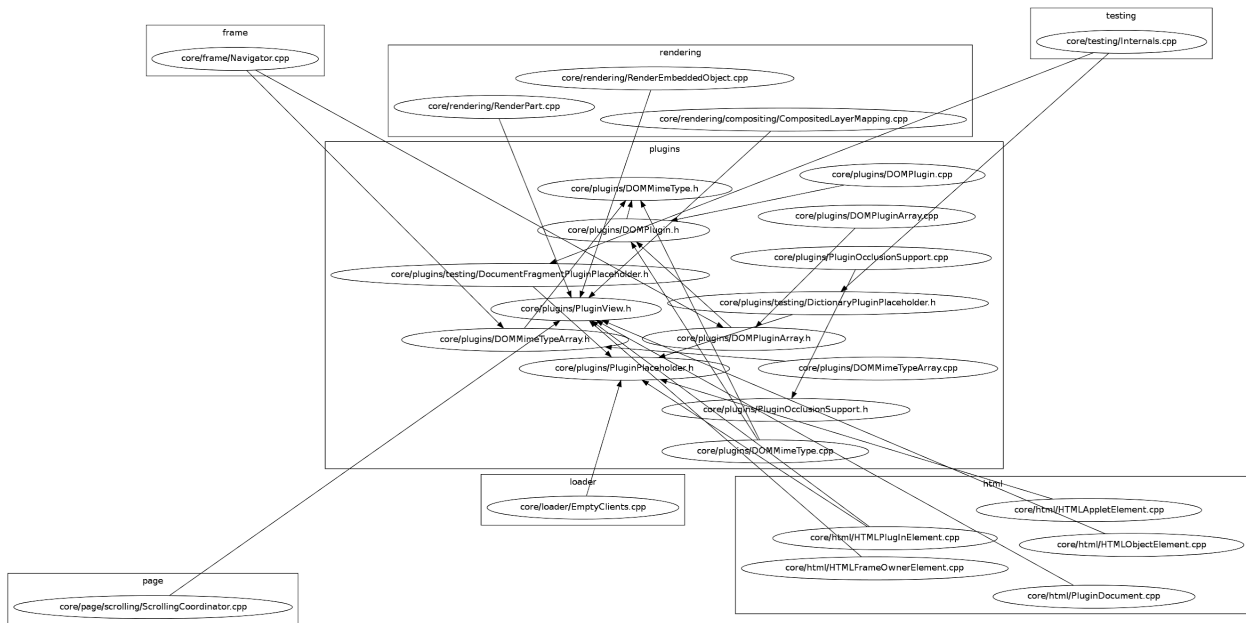 testing
frame
core/testing/Internals.cpp
rendering
core/frame/Navigator.cpp
core/rendering/RenderEmbeddedObject.cpp
core/rendering/RenderPart.cpp
core/rendering/compositing/CompositedLayerMapping.cpp
plugins
core/plugins/DOMPlugin.cpp
core/plugins/DOMMimeType.h
core/plugins/DOMPluginArray.cpp
core/plugins/DOMPlugin.h
core/plugins/PluginOcclusionSupport.cpp
core/plugins/testing/DocumentFragmentPluginPlaceholder.h
core/plugins/testing/DictionaryPluginPlaceholder.h
core/plugins/PluginView.h
core/plugins/DOMMimeTypeArray.h
core/plugins/DOMPluginArray.h
core/plugins/PluginPlaceholder.h
core/plugins/DOMMimeTypeArray.cpp
core/plugins/PluginOcclusionSupport.h
core/plugins/DOMMimeType.cpp
loader
html
core/loader/EmptyClients.cpp
core/html/HTMLAppletElement.cpp
core/html/HTMLPlugInElement.cpp
core/html/HTMLObjectElement.cpp
core/html/HTMLFrameOwnerElement.cpp
page
core/html/PluginDocument.cpp
core/page/scrolling/ScrollingCoordinator.cpp